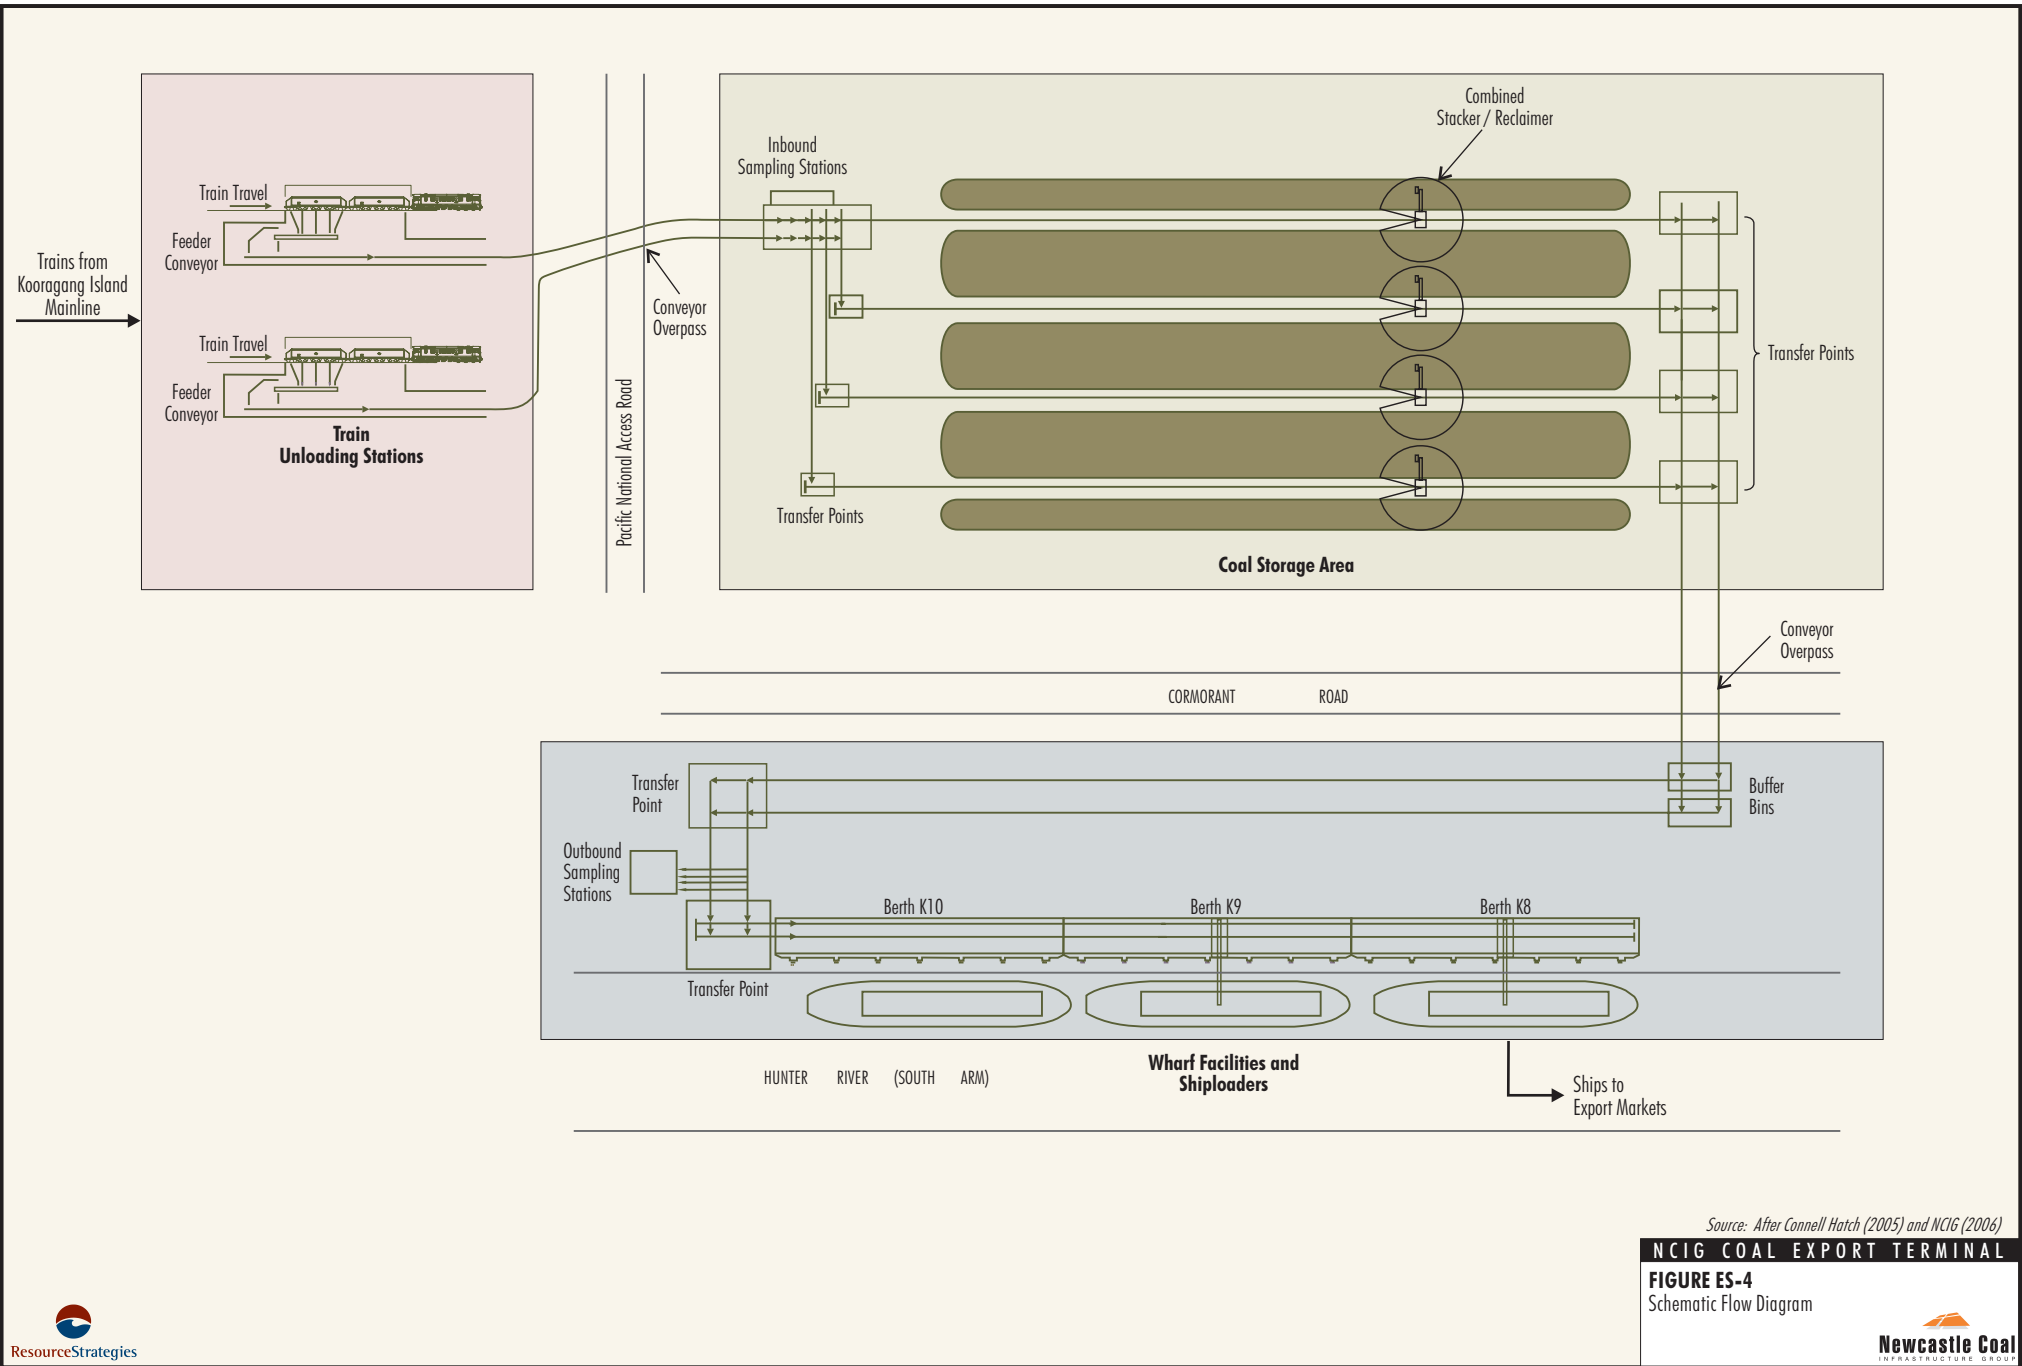 Combined
Stacker / Reclaimer
Inbound
Sampling Stations
Train Travel
Feeder
Conveyor
Trains from
Kooragang Island
Mainline
Conveyor
Overpass
Train Travel
Feeder
Conveyor
Train
Unloading Stations
Pacific National Access Road
Transfer Points
Transfer Points
Coal Storage Area
Conveyor
Overpass
CORMORANT ROAD
Transfer
Point
Buffer
Bins
Outbound
Sampling
Stations
Berth K10
Berth K9
Berth K8
Transfer Point
Wharf Facilities and
Shiploaders
HUNTER RIVER (SOUTH ARM)
Ships to
Export Markets
Source: After Connell Hatch (2005) and NCIG (2006)
NCIG COAL EXPORT TERMINAL
FIGURE ES-4
Schematic Flow Diagram
ResourceStrategies
Newcastle Coal
INFRASTRUCTURE GROUP